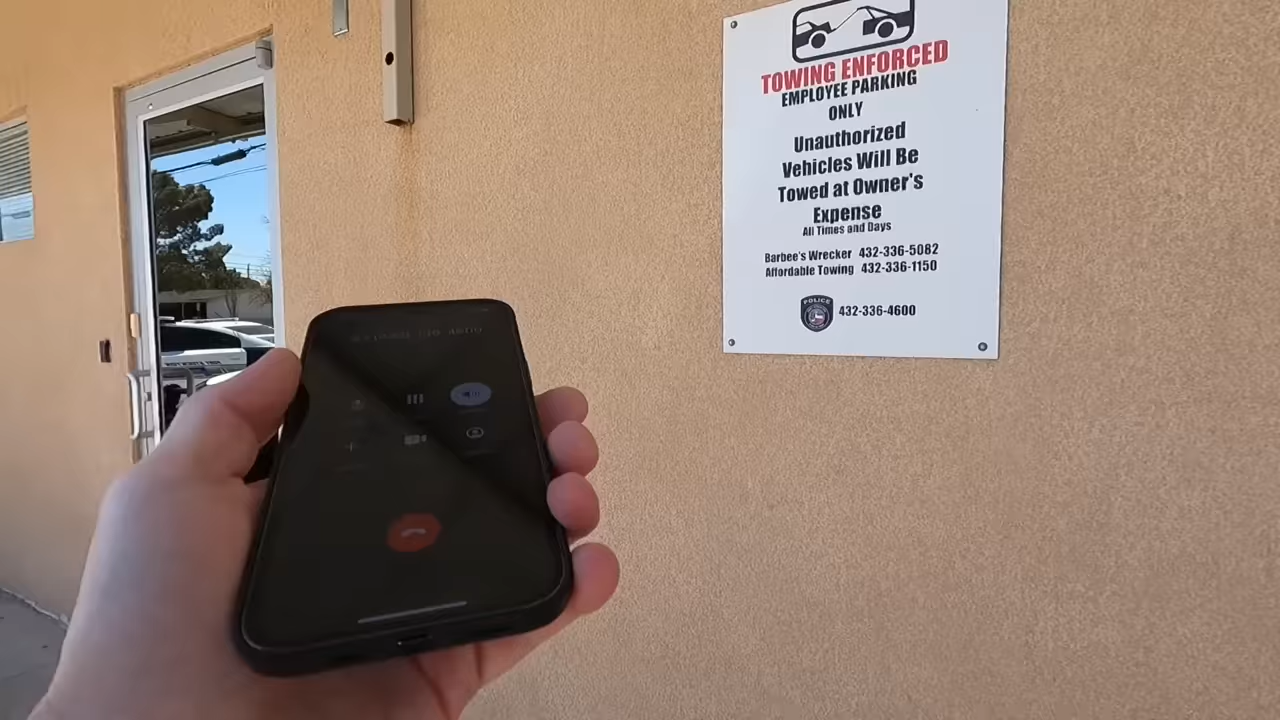 TOWING ENFORCED
EMPLOYEE PARKING
ONLY
Unauthorized
Vehicles Will Be
Towed at Owner's
Expense
All Times and Days
Barbee's Wrecker 432-336-5082
Affordable Towing 432-336-1150
POLICE
432-336-4600